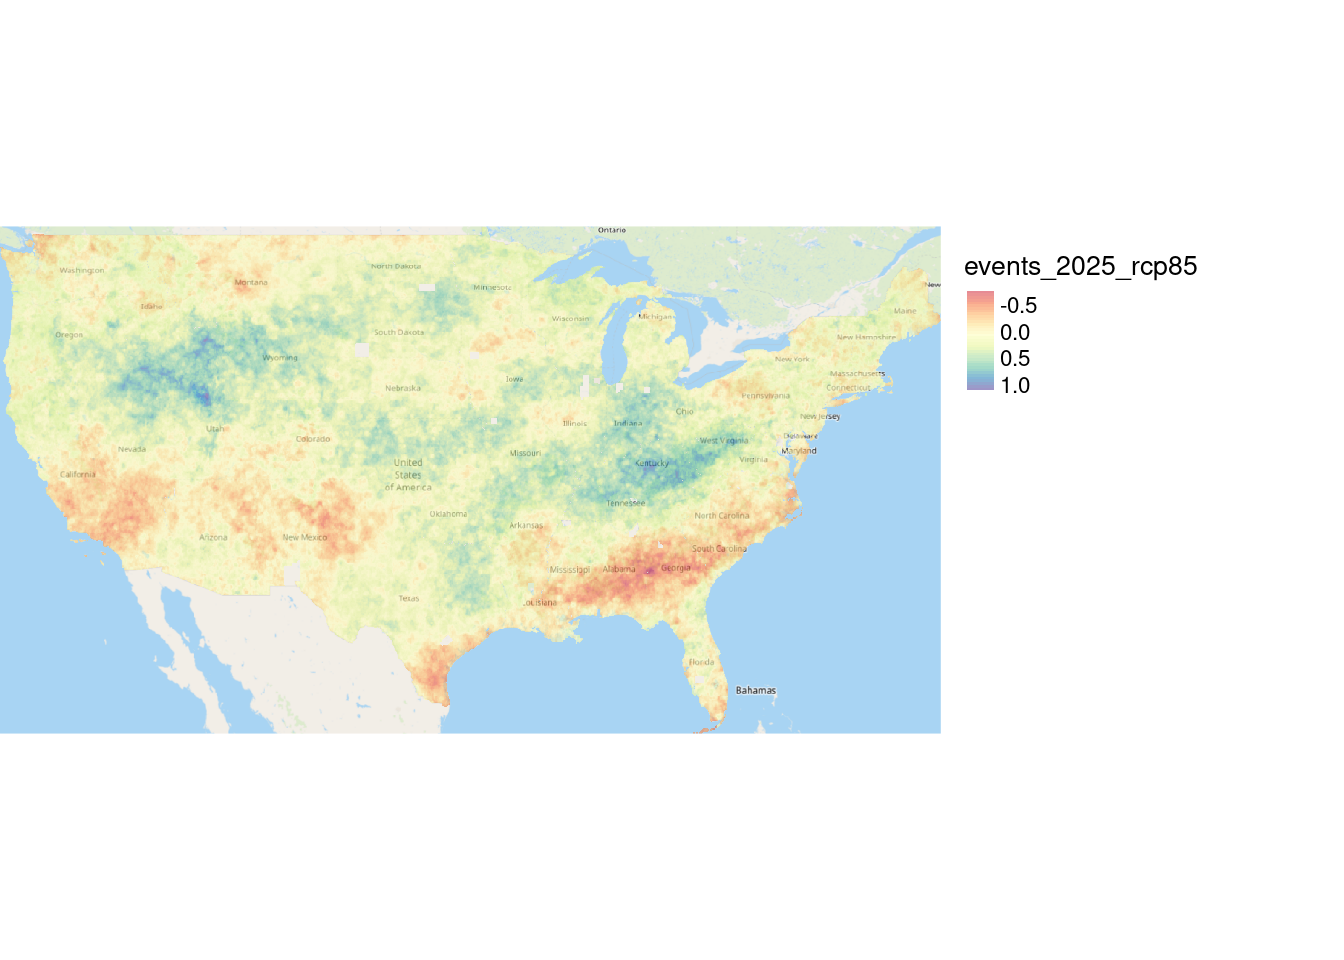 Ontario
Washington
North Dakota
Montana
Minnesota
New
Idaho
Maine
Michigan
Wisconsin
Oregon
South Dakota
New Hampshire
Wyoming
New York
Massachusetts
Iowa
Nebraska
Connecticut
Pennsylvania
Ohio
New Jersey
Illinois
Indiana
Utah
Colorado
West Virginia
Delaware
Nevada
Missouri
Maryland
Virginia
Kentucky
United
States
of America
California
Tennessee
Oklahoma
North Carolina
Arkansas
Arizona
New Mexico
South Carolina
Mississippi
Alabama
Georgia
Texas
Louisiana
Florida
Bahamas
events_2025_rcp85
-0.5
0.0
0.5
1.0